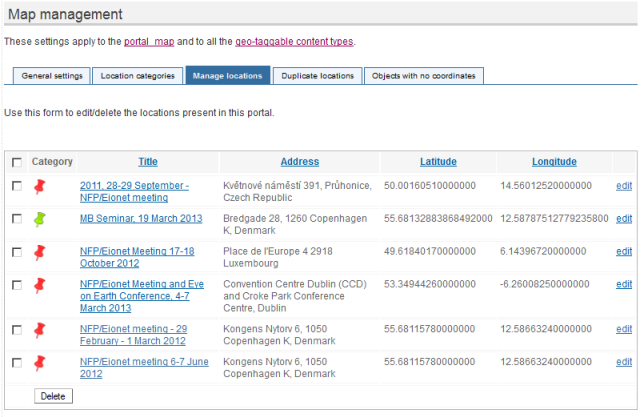 Map management
These settings apply to the portal_map and to all the geo-taggable content types.
General settings
Location categories
Manage locations
Duplicate locations
Objects with no coordinates
Use this form to edit/delete the locations present in this portal.
Category Title Address Latitude Longitude
2011, 28-29 September - Květnové náměstí 391, Průhonice, 50.00160510000000 14.56012520000000 edit
NFP/Eionet meeting Czech Republic
MB Seminar, 19 March 2013 Bredgade 28, 1260 Copenhagen 55.68132883868492000 12.58787512779235800 edit
K, Denmark
NFP/Eionet Meeting 17-18 Place de l'Europe 4 2918 49.61840170000000 6.14396720000000 edit
October 2012 Luxembourg
NFP/Eionet Meeting and Eye Convention Centre Dublin (CCD) 53.34944260000000 -6.26008250000000 edit
on Earth Conference, 4-7 and Croke Park Conference
March 2013 Centre, Dublin
NFP/Eionet meeting - 29 Kongens Nytorv 6, 1050 55.68115780000000 12.58663240000000 edit
February - 1 March 2012 Copenhagen K, Denmark
NFP/Eionet meeting 6-7 June Kongens Nytorv 6, 1050 55.68115780000000 12.58663240000000 edit
2012 Copenhagen K, Denmark
Delete